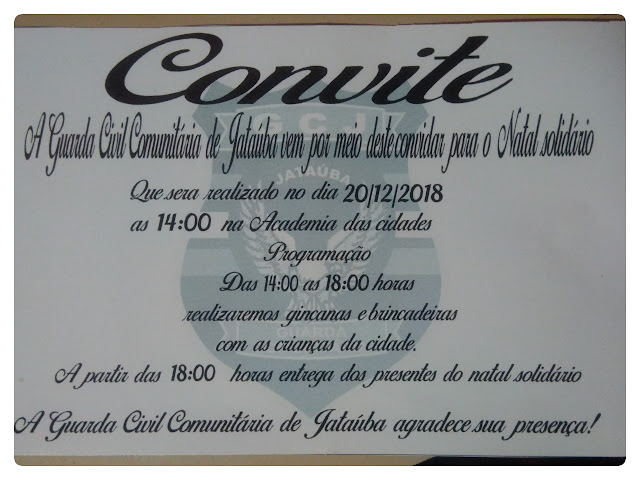 Convite
A Guarda Civil Comunitária de Jataúba vem por meio deste convidar para o Natal solidário
Que sera realizado no dia 20/12/2018
as 14:00 na Academia das cidades
Programação
Das 14:00 as 18:00 horas
realizaremos gincanas e brincadeiras
com as crianças da cidade.
A partir das 18:00 horas entrega dos presentes do natal solidário
A Guarda Civil Comunitária de Jataúba agradece sua presença!
G C J
JATAÚBA
GUARDA